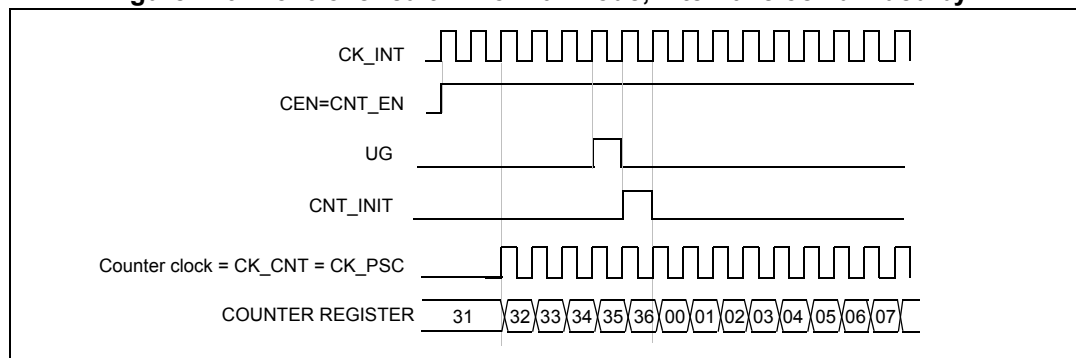 CK_INT
CEN=CNT_EN
UG
CNT_INIT
Counter clock = CK_CNT = CK_PSC
COUNTER REGISTER 31 32 33 34 35 36 00 01 02 03 04 05 06 07